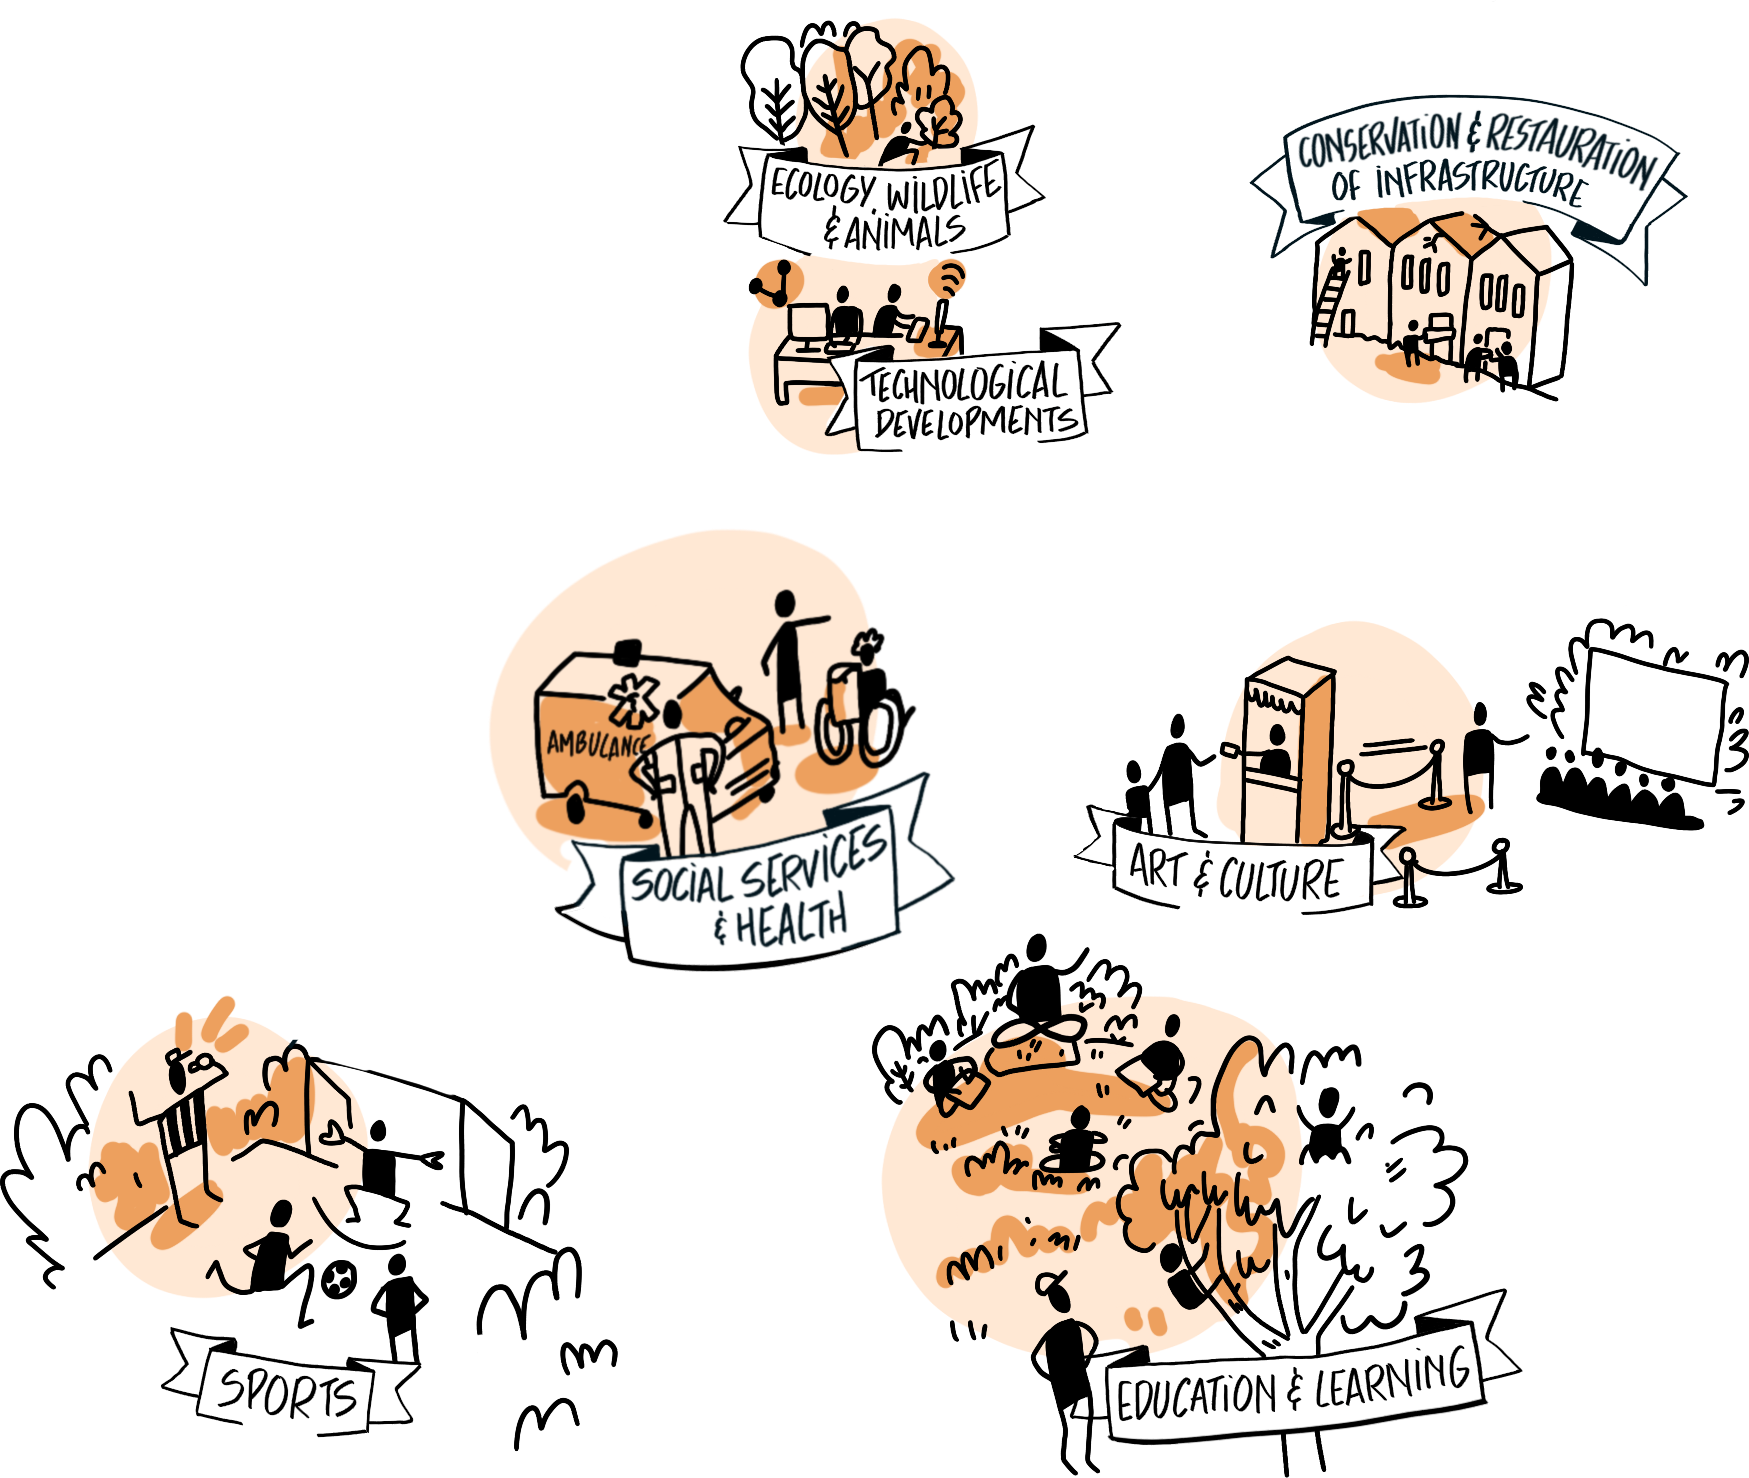 ECOLOGY, WILDLIFE
& ANIMALS
CONSERVATION & RESTAURATION
OF INFRASTRUCTURE
TECHNOLOGICAL
DEVELOPMENTS
AMBULANCE
SOCIAL SERVICES
& HEALTH
ART & CULTURE
SPORTS
EDUCATION & LEARNING